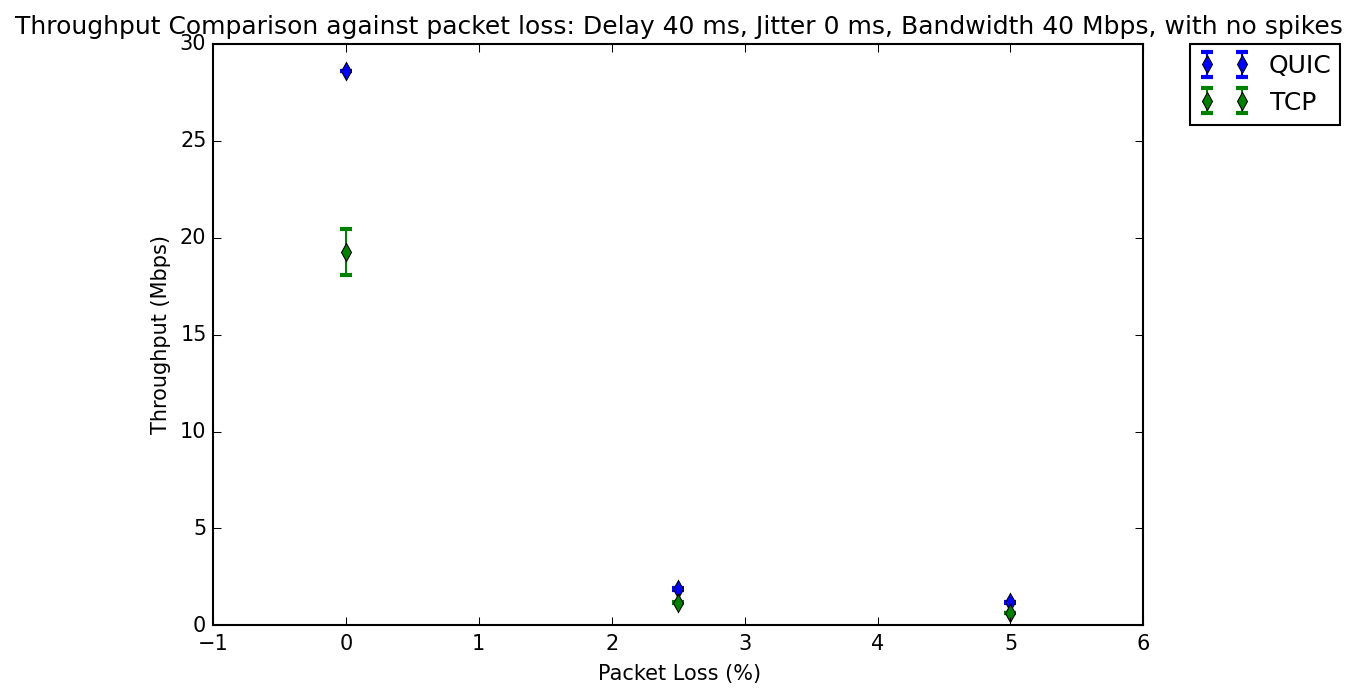 Throughput Comparison against packet loss: Delay 40 ms, Jitter 0 ms, Bandwidth 40 Mbps, with no spikes
30
25
20
15
10
5
0
Throughput (Mbps)
−1 0 1 2 3 4 5 6
Packet Loss (%)
QUIC
TCP